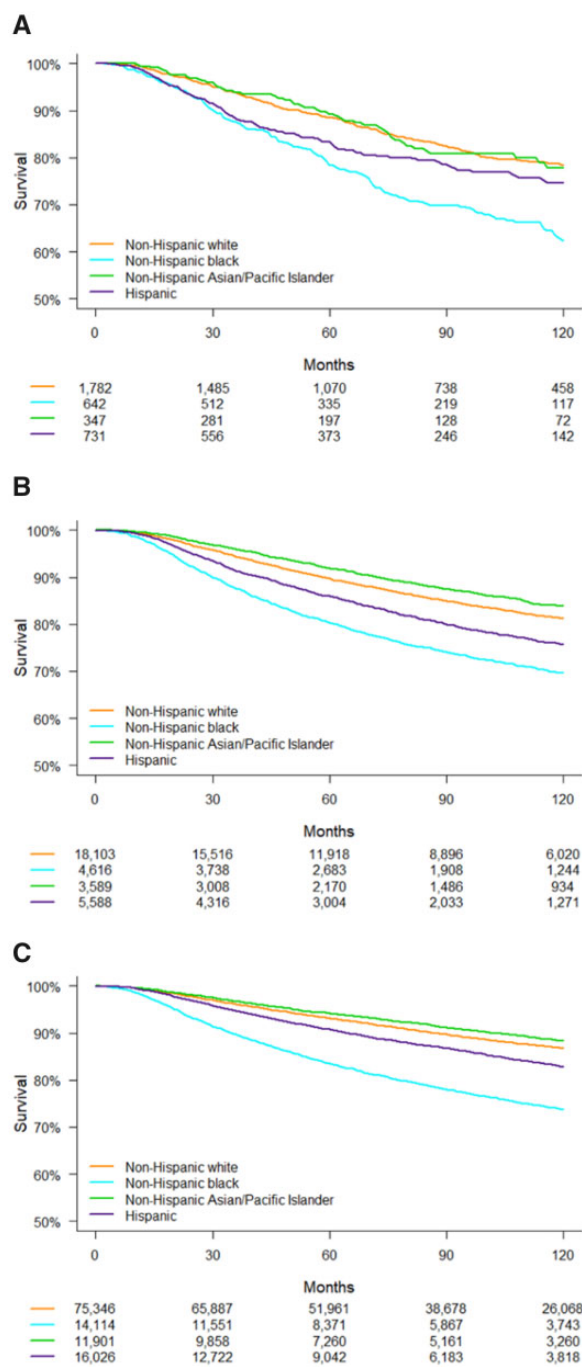 A
100%
90%
80%
70%
60%
50%
Survival
Non-Hispanic white
Non-Hispanic black
Non-Hispanic Asian/Pacific Islander
Hispanic
0 30 60 90 120
Months
1,782 1,485 1,070 738 458
642 512 335 219 117
347 281 197 128 72
731 556 373 246 142
B
100%
90%
80%
70%
60%
50%
Survival
Non-Hispanic white
Non-Hispanic black
Non-Hispanic Asian/Pacific Islander
Hispanic
0 30 60 90 120
Months
18,103 15,516 11,918 8,896 6,020
4,616 3,738 2,683 1,908 1,244
3,589 3,008 2,170 1,486 934
5,588 4,316 3,004 2,033 1,271
C
100%
90%
80%
70%
60%
50%
Survival
Non-Hispanic white
Non-Hispanic black
Non-Hispanic Asian/Pacific Islander
Hispanic
0 30 60 90 120
Months
75,346 65,887 51,961 38,678 26,068
14,114 11,551 8,371 5,867 3,743
11,901 9,858 7,260 5,161 3,260
16,026 12,722 9,042 6,183 3,818